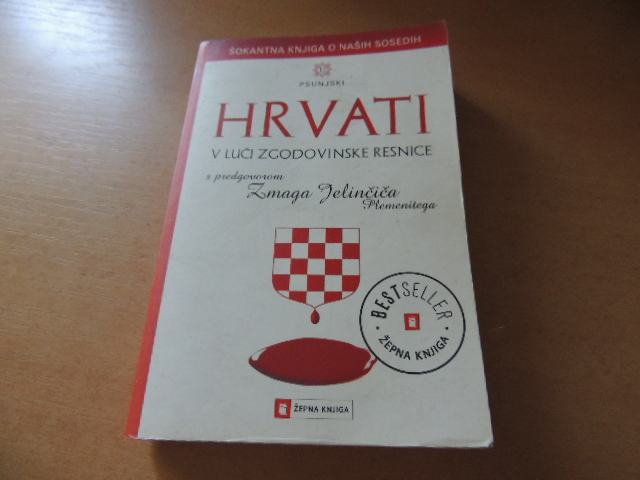 ŠOKANTNA KNJIGA O NAŠIH SOSEDIH
PSUNJSKI
HRVATI
V LUČI ZGODOVINSKE RESNICE
s predgovorom
Zmaga Jelinčiča
Plemenitega
BESTSELLER
ŽEPNA KNJIGA
ŽEPNA KNJIGA